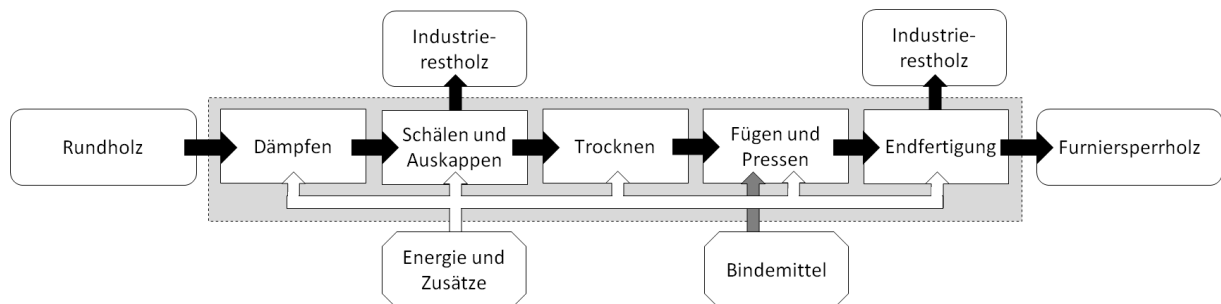 Industrie-
restholz
Industrie-
restholz
Rundholz
Dämpfen
Schälen und
Auskappen
Trocknen
Fügen und
Pressen
Endfertigung
Furniersperrholz
Energie und
Zusätze
Bindemittel